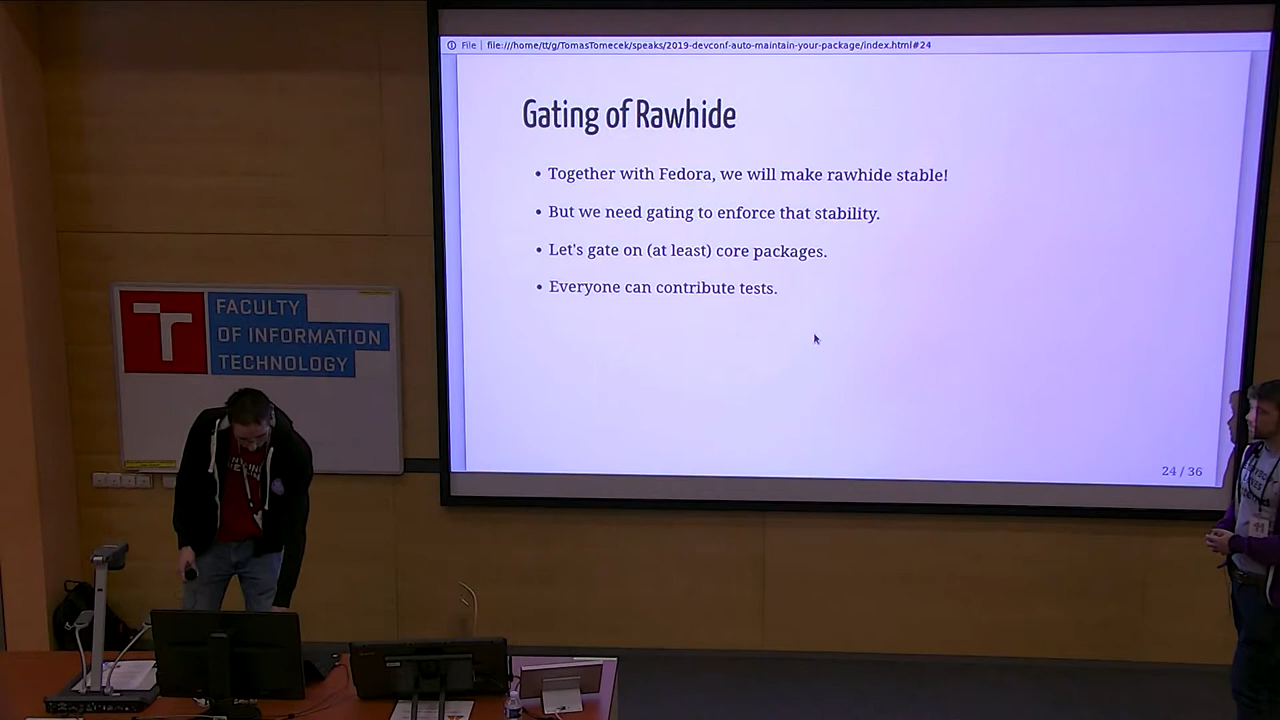 File | file:///home/tt/g/TomasTomecek/speaks/2019-devconf-auto-maintain-your-package/index.html#24
Gating of Rawhide
• Together with Fedora, we will make rawhide stable!
• But we need gating to enforce that stability.
• Let's gate on (at least) core packages.
• Everyone can contribute tests.
24 / 36
T
FACULTY
OF INFORMATION
TECHNOLOGY